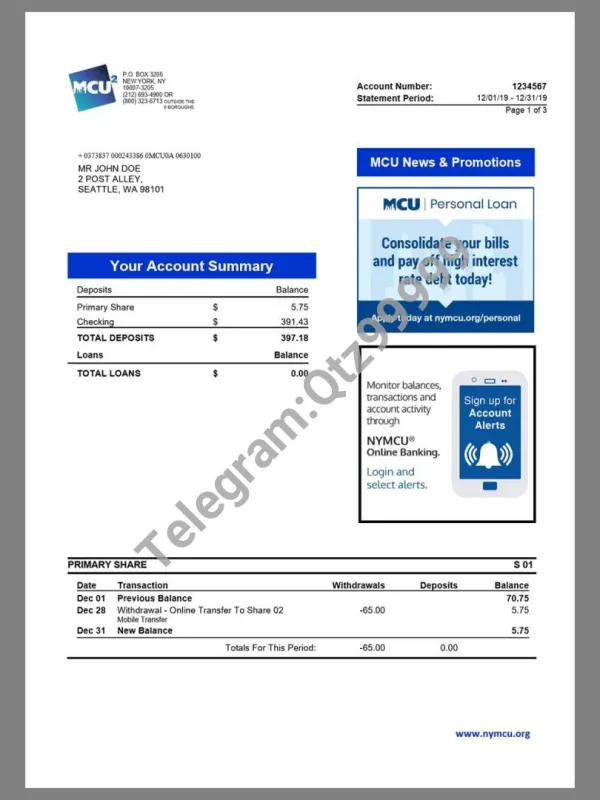 MCU²
P.O. BOX 3205
NEW YORK, NY
10007-3205
(212) 693-4900 OR
(800) 323-6713 OUTSIDE THE
5 BOROUGHS
Account Number: 1234567
Statement Period: 12/01/19 - 12/31/19
Page 1 of 3
+ 0373837 000243386 0MCU0A 0630100
MR JOHN DOE
2 POST ALLEY,
SEATTLE, WA 98101
MCU News & Promotions
MCU | Personal Loan
Consolidate your bills
and pay off high interest
rate debt today!
Apply today at nymcu.org/personal
Your Account Summary
Deposits Balance
Primary Share $ 5.75
Checking $ 391.43
TOTAL DEPOSITS $ 397.18
Loans Balance
TOTAL LOANS $ 0.00
Monitor balances,
transactions and
account activity
through
NYMCU®
Online Banking.
Login and
select alerts.
Sign up for
Account
Alerts
Telegram:Qtz99999
PRIMARY SHARE S 01
Date Transaction Withdrawals Deposits Balance
Dec 01 Previous Balance 70.75
Dec 28 Withdrawal - Online Transfer To Share 02 -65.00 5.75
Mobile Transfer
Dec 31 New Balance 5.75
Totals For This Period: -65.00 0.00
www.nymcu.org